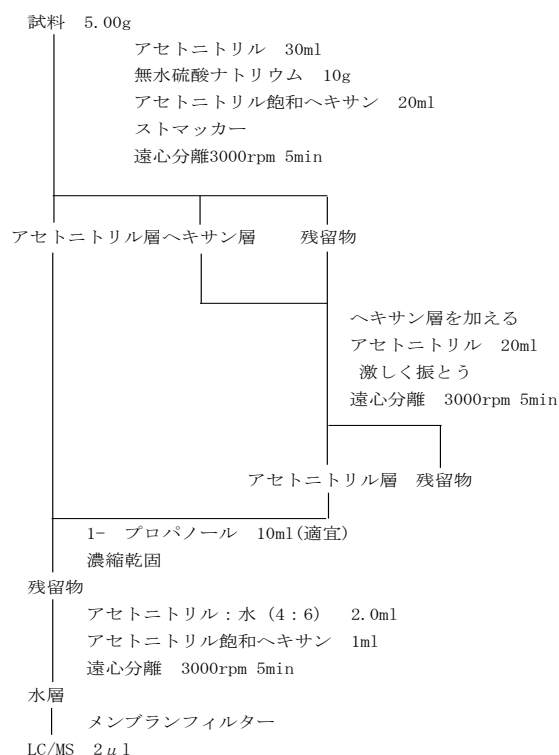 試料 5.00g
アセトニトリル 30ml
無水硫酸ナトリウム 10g
アセトニトリル飽和ヘキサン 20ml
ストマッカー
遠心分離3000rpm 5min
アセトニトリル層ヘキサン層 残留物
ヘキサン層を加える
アセトニトリル 20ml
激しく振とう
遠心分離 3000rpm 5min
アセトニトリル層 残留物
1- プロパノール 10ml(適宜)
濃縮乾固
残留物
アセトニトリル：水（4：6） 2.0ml
アセトニトリル飽和ヘキサン 1ml
遠心分離 3000rpm 5min
水層
メンブランフィルター
LC/MS 2μl